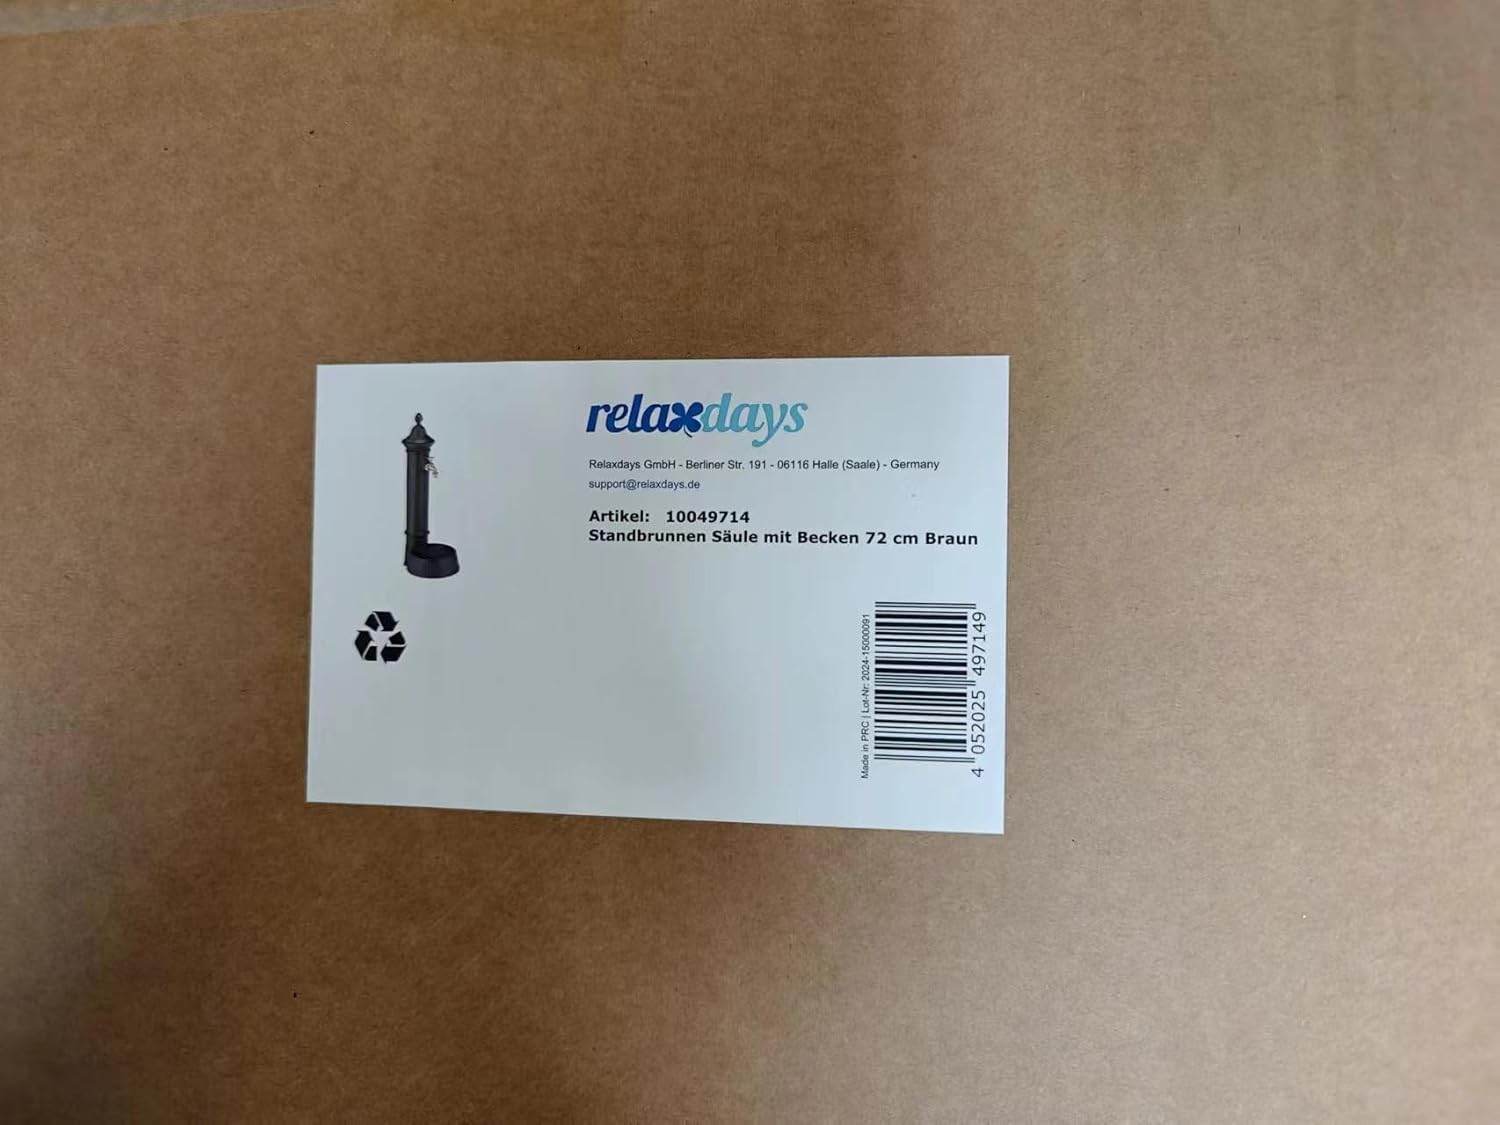 relaxdays
Relaxdays GmbH - Berliner Str. 191 - 06116 Halle (Saale) - Germany
support@relaxdays.de
Artikel: 10049714
Standbrunnen Säule mit Becken 72 cm Braun
Made in PRC | Lot-Nr: 2024-15000091
4 052025 497149